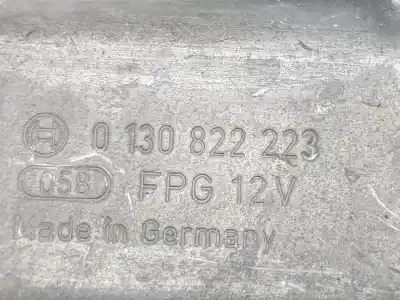 0 130 822 223
058 FPG 12V
Made in Germany